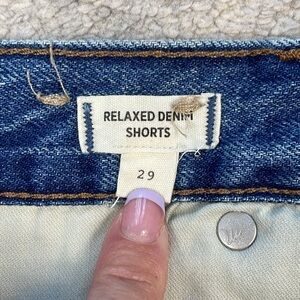 RELAXED DENIM
SHORTS
29